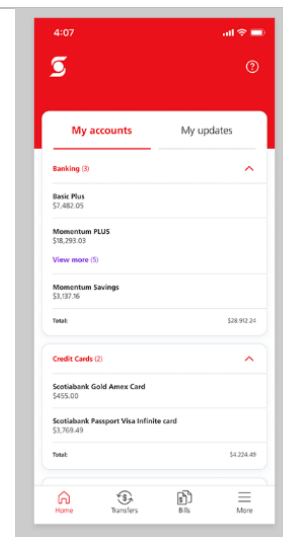 4:07
My accounts
My updates
Banking (3)
Basic Plus
$7,482.05
Momentum PLUS
$18,293.03
View more (5)
Momentum Savings
$3,137.16
Total:
$28.912.24
Credit Cards (2)
Scotiabank Gold Amex Card
$455.00
Scotiabank Passport Visa Infinite card
$3,769.49
Total:
$4.224.49
Home
Transfers
Bills
More